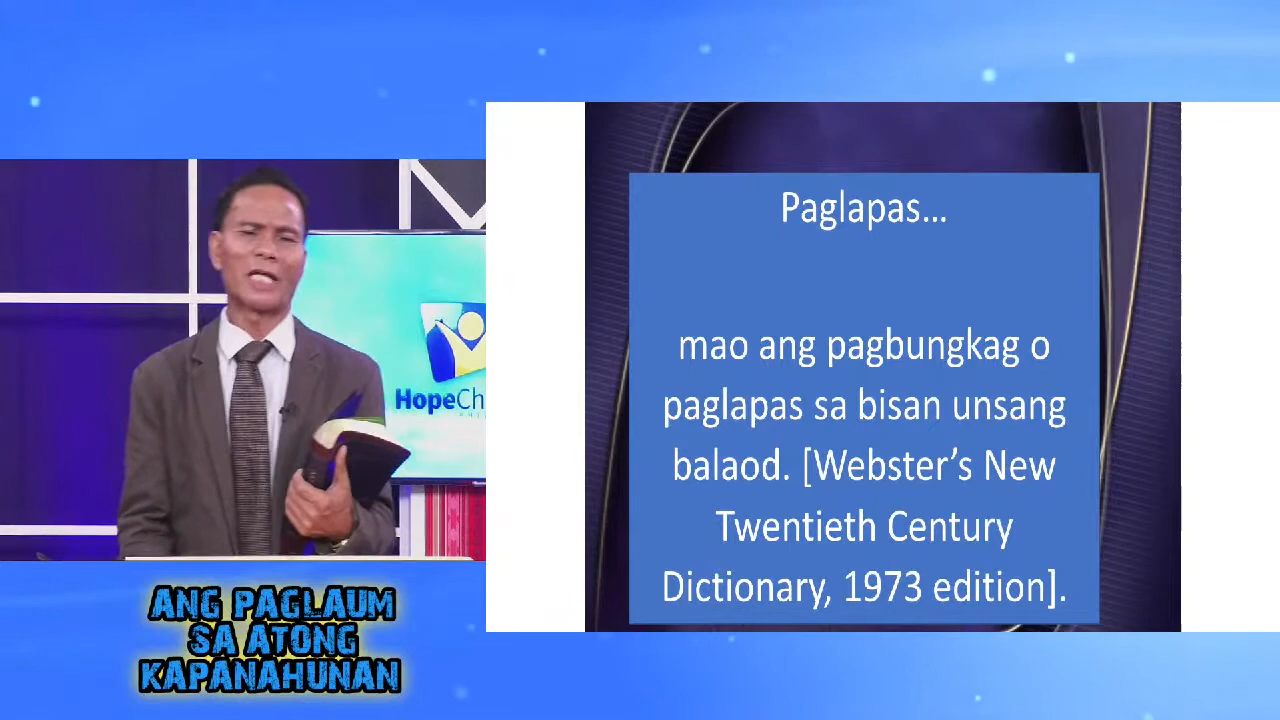 Paglapas...
mao ang pagbungkag o
paglapas sa bisan unsang
balaod. [Webster's New
Twentieth Century
Dictionary, 1973 edition].
HopeCh
ANG PAGLAUM
SA ATONG
KAPANAHUNAN